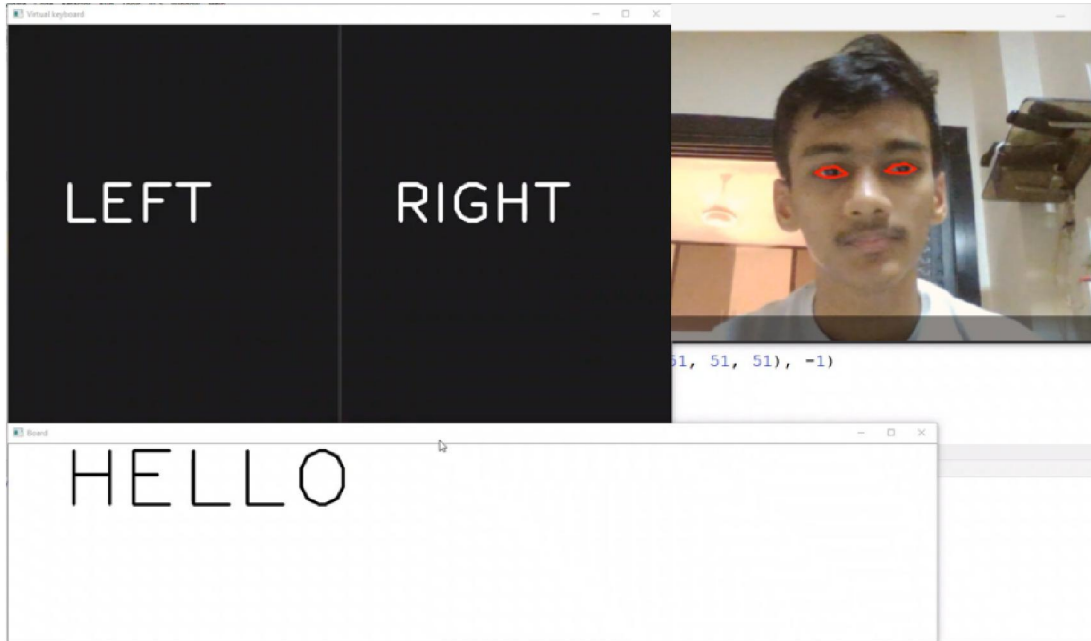 Virtual keyboard
LEFT
RIGHT
51, 51, 51), -1)
Board
HELLO